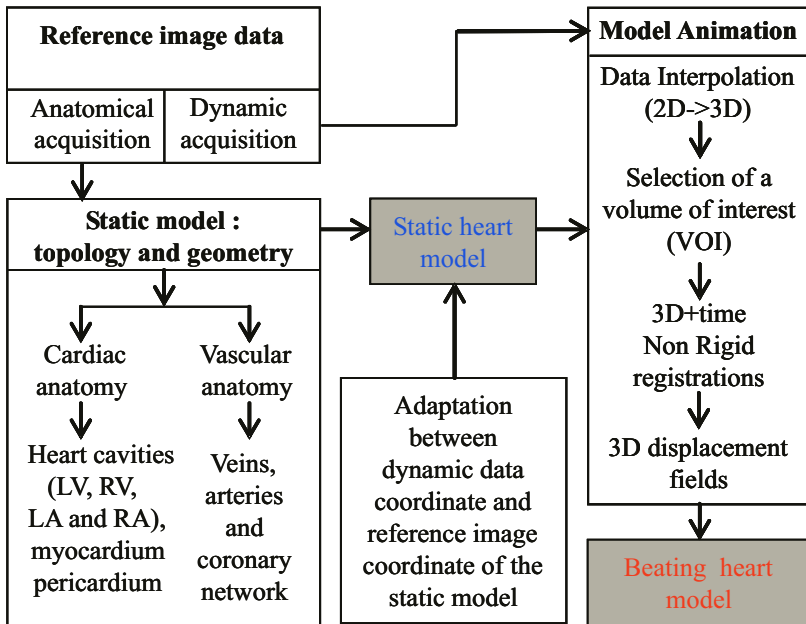 Reference image data
Anatomical
acquisition
Dynamic
acquisition
Static model :
topology and geometry
Cardiac
anatomy
Heart cavities
(LV, RV,
LA and RA),
myocardium
pericardium
Vascular
anatomy
Veins,
arteries
and
coronary
network
Static heart
model
Adaptation
between
dynamic data
coordinate and
reference image
coordinate of the
static model
Model Animation
Data Interpolation
(2D->3D)
Selection of a
volume of interest
(VOI)
3D+time
Non Rigid
registrations
3D displacement
fields
Beating heart
model